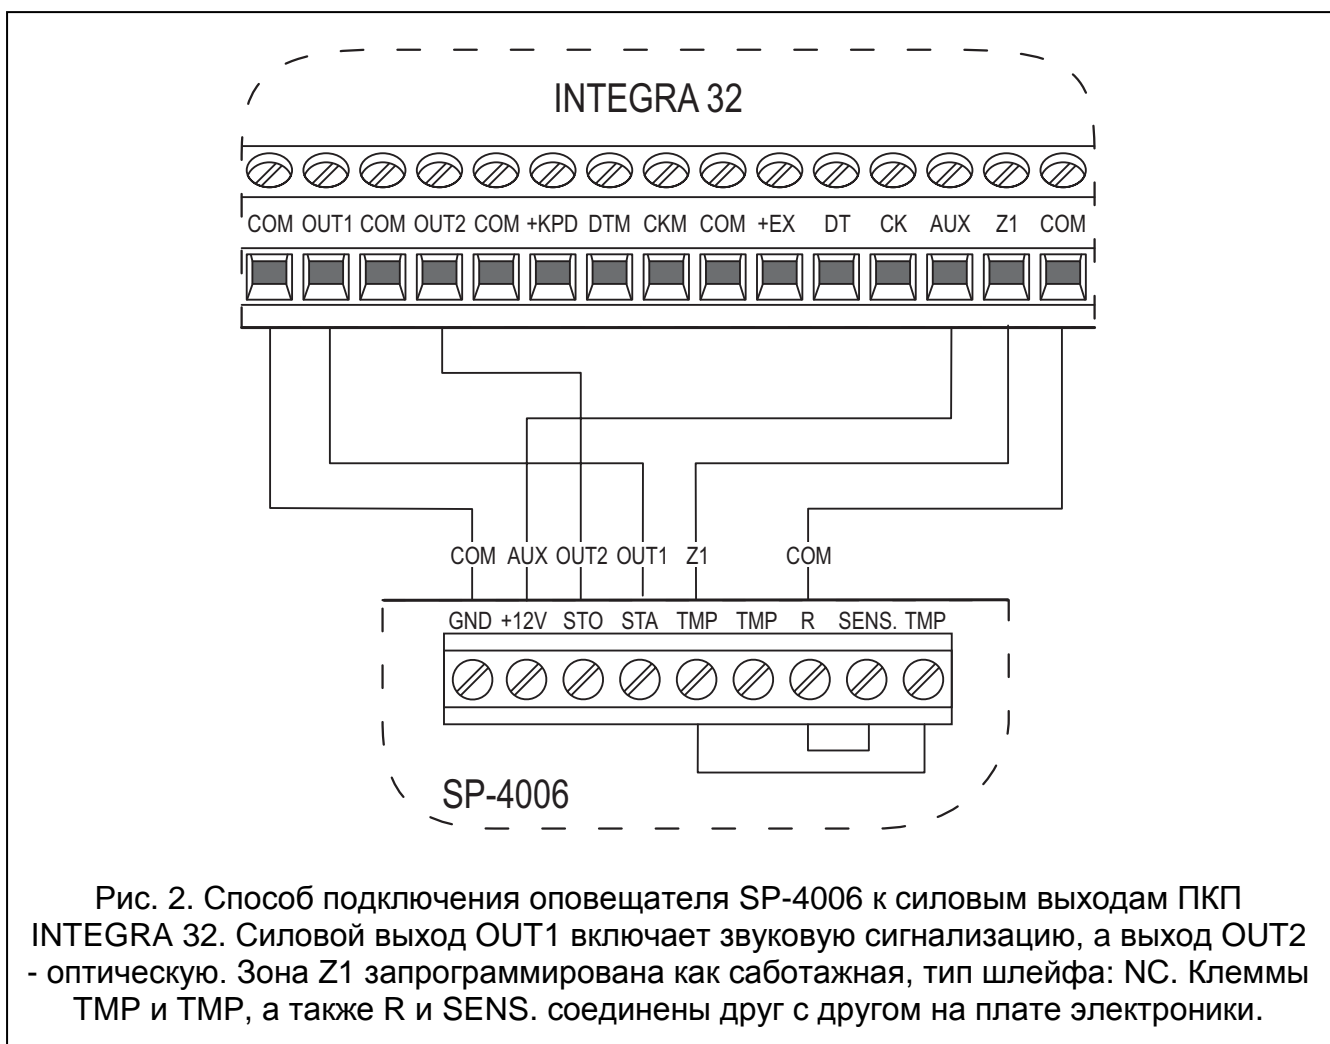 INTEGRA 32
COM OUT1 COM OUT2 COM +KPD DTM CKM COM +EX DT CK AUX Z1 COM
COM AUX OUT2 OUT1 Z1 COM
GND +12V STO STA TMP TMP R SENS. TMP
SP-4006
Рис. 2. Способ подключения оповещателя SP-4006 к силовым выходам ПКП
INTEGRA 32. Силовой выход OUT1 включает звуковую сигнализацию, а выход OUT2
- оптическую. Зона Z1 запрограммирована как саботажная, тип шлейфа: NC. Клеммы
TMP и TMP, а также R и SENS. соединены друг с другом на плате электроники.